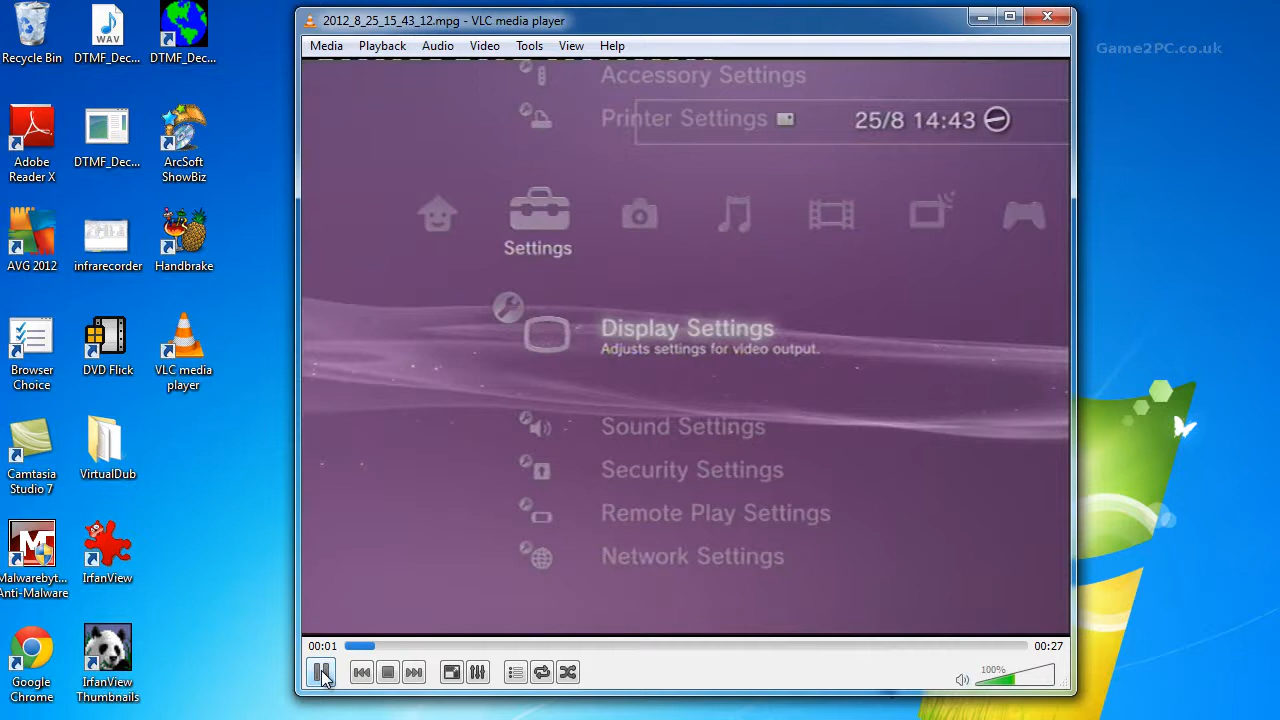 2012_8_25_15_43_12.mpg - VLC media player
Media Playback Audio Video Tools View Help
Game2PC.co.uk
Recycle Bin
DTMF_Dec...
DTMF_Dec...
Adobe
Reader X
DTMF_Dec...
ArcSoft
ShowBiz
AVG 2012
infrarecorder
Handbrake
Browser
Choice
DVD Flick
VLC media
player
Camtasia
Studio 7
VirtualDub
Malwarebyt...
Anti-Malware
IrfanView
Google
Chrome
IrfanView
Thumbnails
WAV
Accessory Settings
Printer Settings
25/8 14:43
Settings
Display Settings
Adjusts settings for video output.
Sound Settings
Security Settings
Remote Play Settings
Network Settings
00:01
00:27
100%